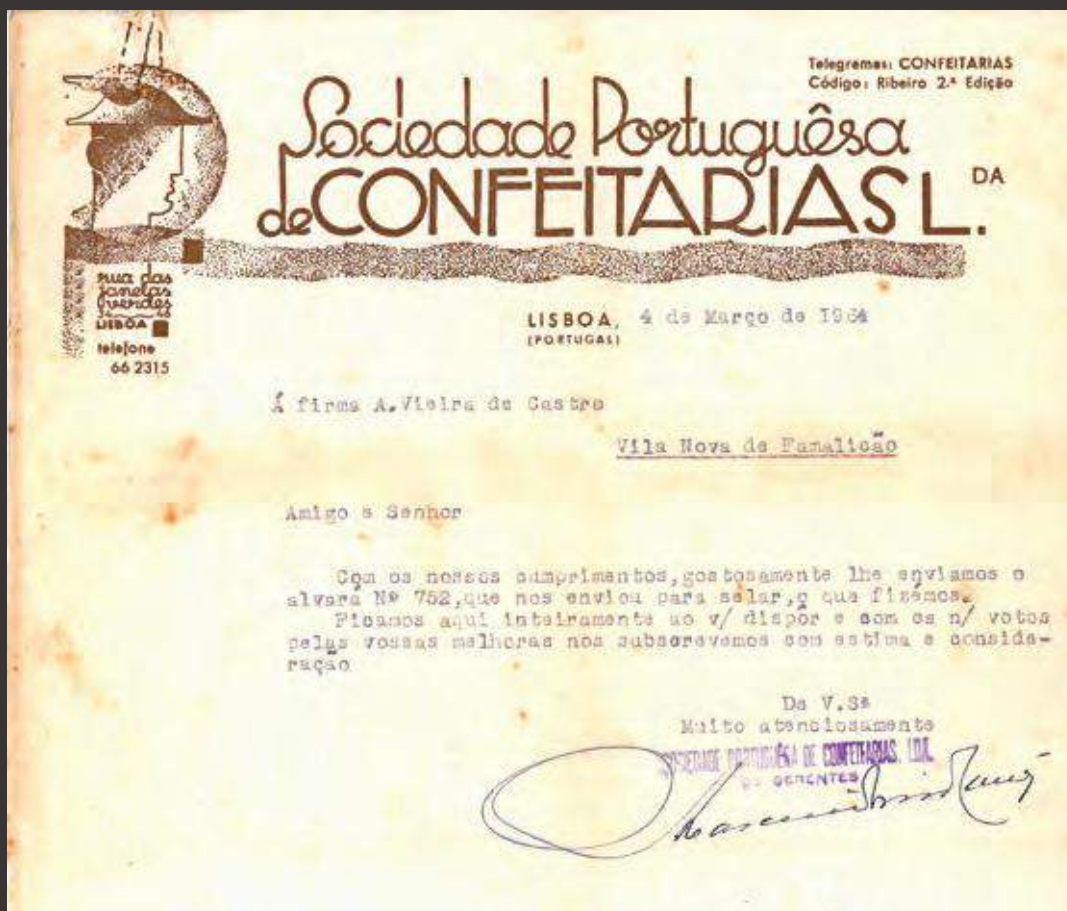 Telegramas: CONFEITARIAS
Código: Ribeiro 2.ª Edição
Sociedade Portuguêsa
de CONFEITARIAS L.DA
rua das
janelas
verdes
LISBOA
telefone
66 2315
LISBOA, 4 de Março de 1964
(PORTUGAL)
Á firma A.Vieira de Castro
Vila Nova de Famalicão
Amigo e Senhor
Com os nossos cumprimentos,gostosamente lhe enviamos o
alvará Nº 752,que nos enviou para selar,o que fizémos.
Ficamos aqui inteiramente ao v/ dispôr e com os n/ votos
pelas vossas melhoras nos subscrevemos com estima e conside-
ração
De V.Sª
Muito atenciosamente
SOCIEDADE PORTUGUÊSA DE CONFEITARIAS, LDA.
OS GERENTES